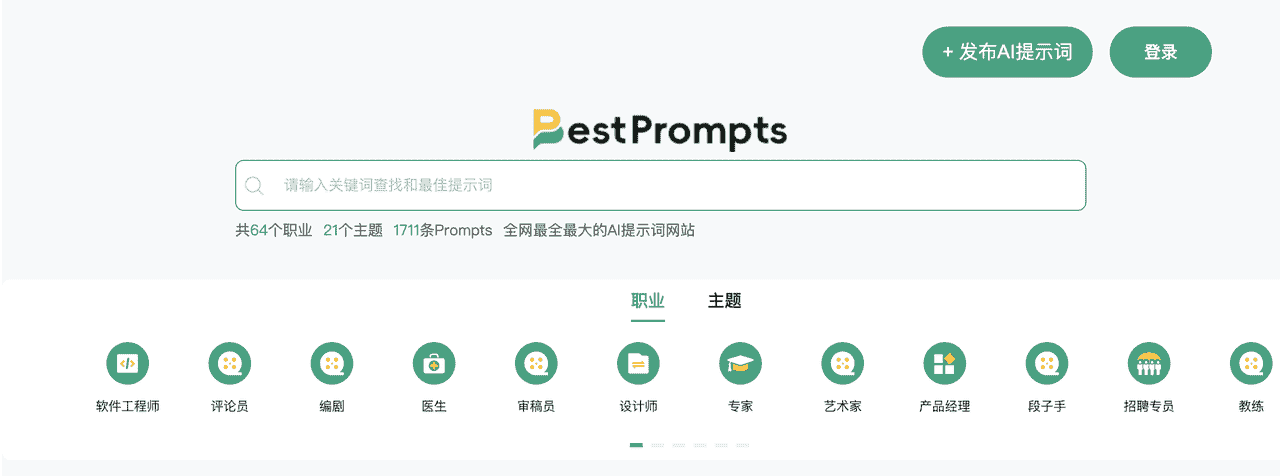 + 发布AI提示词 登录
BestPrompts
请输入关键词查找和最佳提示词
共64个职业 21个主题 1711条Prompts 全网最全最大的AI提示词网站
职业 主题
软件工程师 评论员 编剧 医生 审稿员 设计师 专家 艺术家 产品经理 段子手 招聘专员 教练